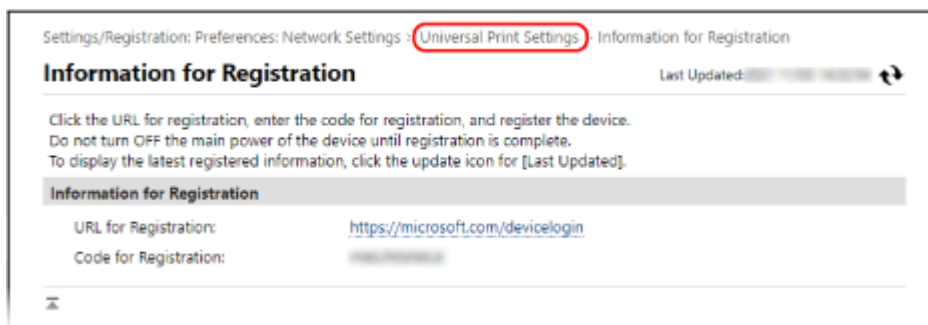 Settings/Registration: Preferences: Network Settings > Universal Print Settings > Information for Registration
Information for Registration
Last Updated:
Click the URL for registration, enter the code for registration, and register the device.
Do not turn OFF the main power of the device until registration is complete.
To display the latest registered information, click the update icon for [Last Updated].
Information for Registration
URL for Registration: https://microsoft.com/devicelogin
Code for Registration: